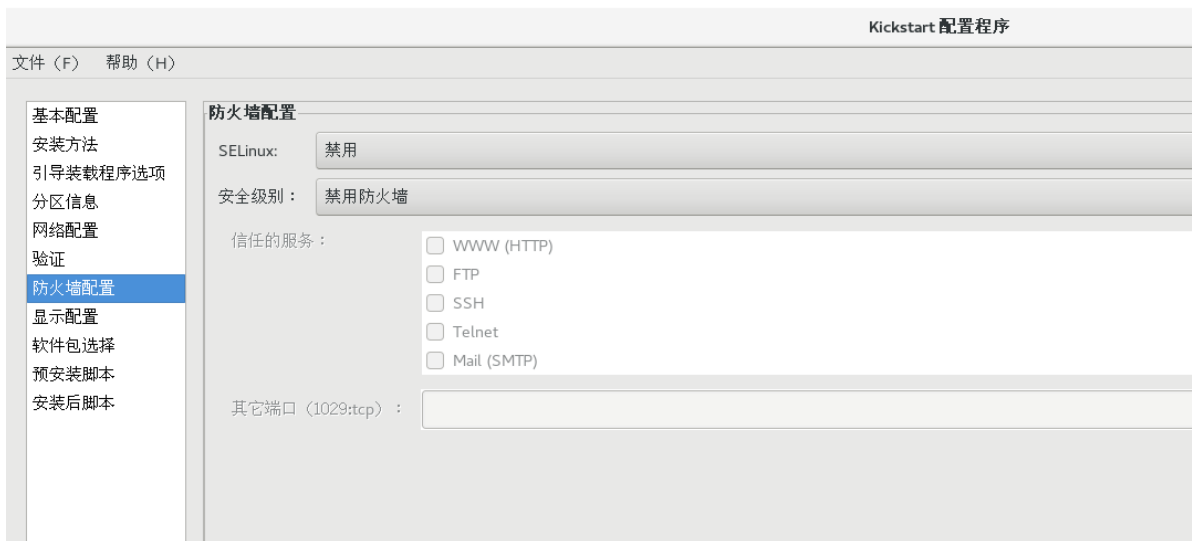 Kickstart 配置程序
文件（F） 帮助（H）
基本配置
安装方法
引导装载程序选项
分区信息
网络配置
验证
防火墙配置
显示配置
软件包选择
预安装脚本
安装后脚本
防火墙配置
SELinux: 禁用
安全级别： 禁用防火墙
信任的服务：
WWW (HTTP)
FTP
SSH
Telnet
Mail (SMTP)
其它端口（1029:tcp）：